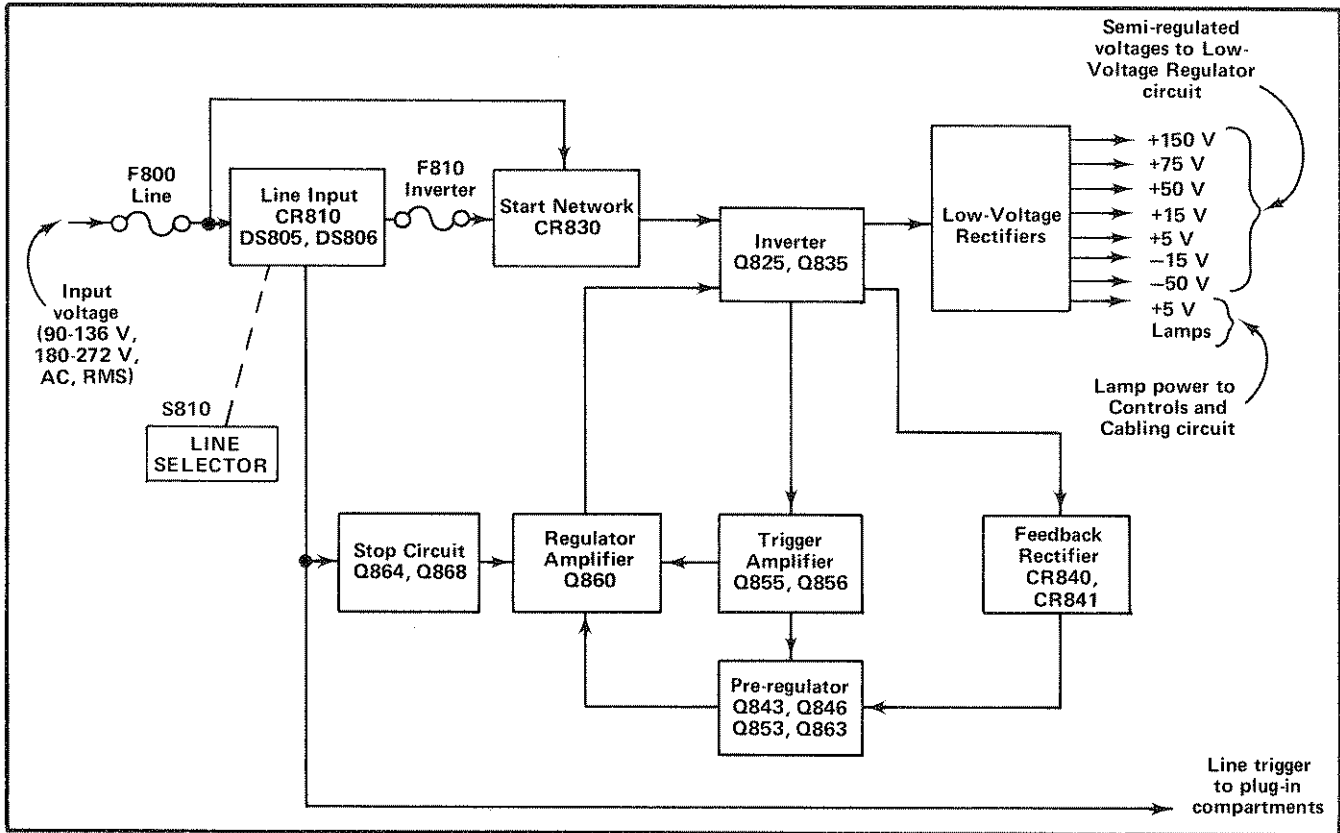 Semi-regulated
voltages to Low-
Voltage Regulator
circuit
F800
Line
Line Input
CR810
DS805, DS806
F810
Inverter
Start Network
CR830
Inverter
Q825, Q835
Low-Voltage
Rectifiers
+150 V
+75 V
+50 V
+15 V
+5 V
−15 V
−50 V
+5 V
Lamps
Input
voltage
(90-136 V,
180-272 V,
AC, RMS)
S810
LINE
SELECTOR
Lamp power to
Controls and
Cabling circuit
Stop Circuit
Q864, Q868
Regulator
Amplifier
Q860
Trigger
Amplifier
Q855, Q856
Feedback
Rectifier
CR840,
CR841
Pre-regulator
Q843, Q846
Q853, Q863
Line trigger
to plug-in
compartments